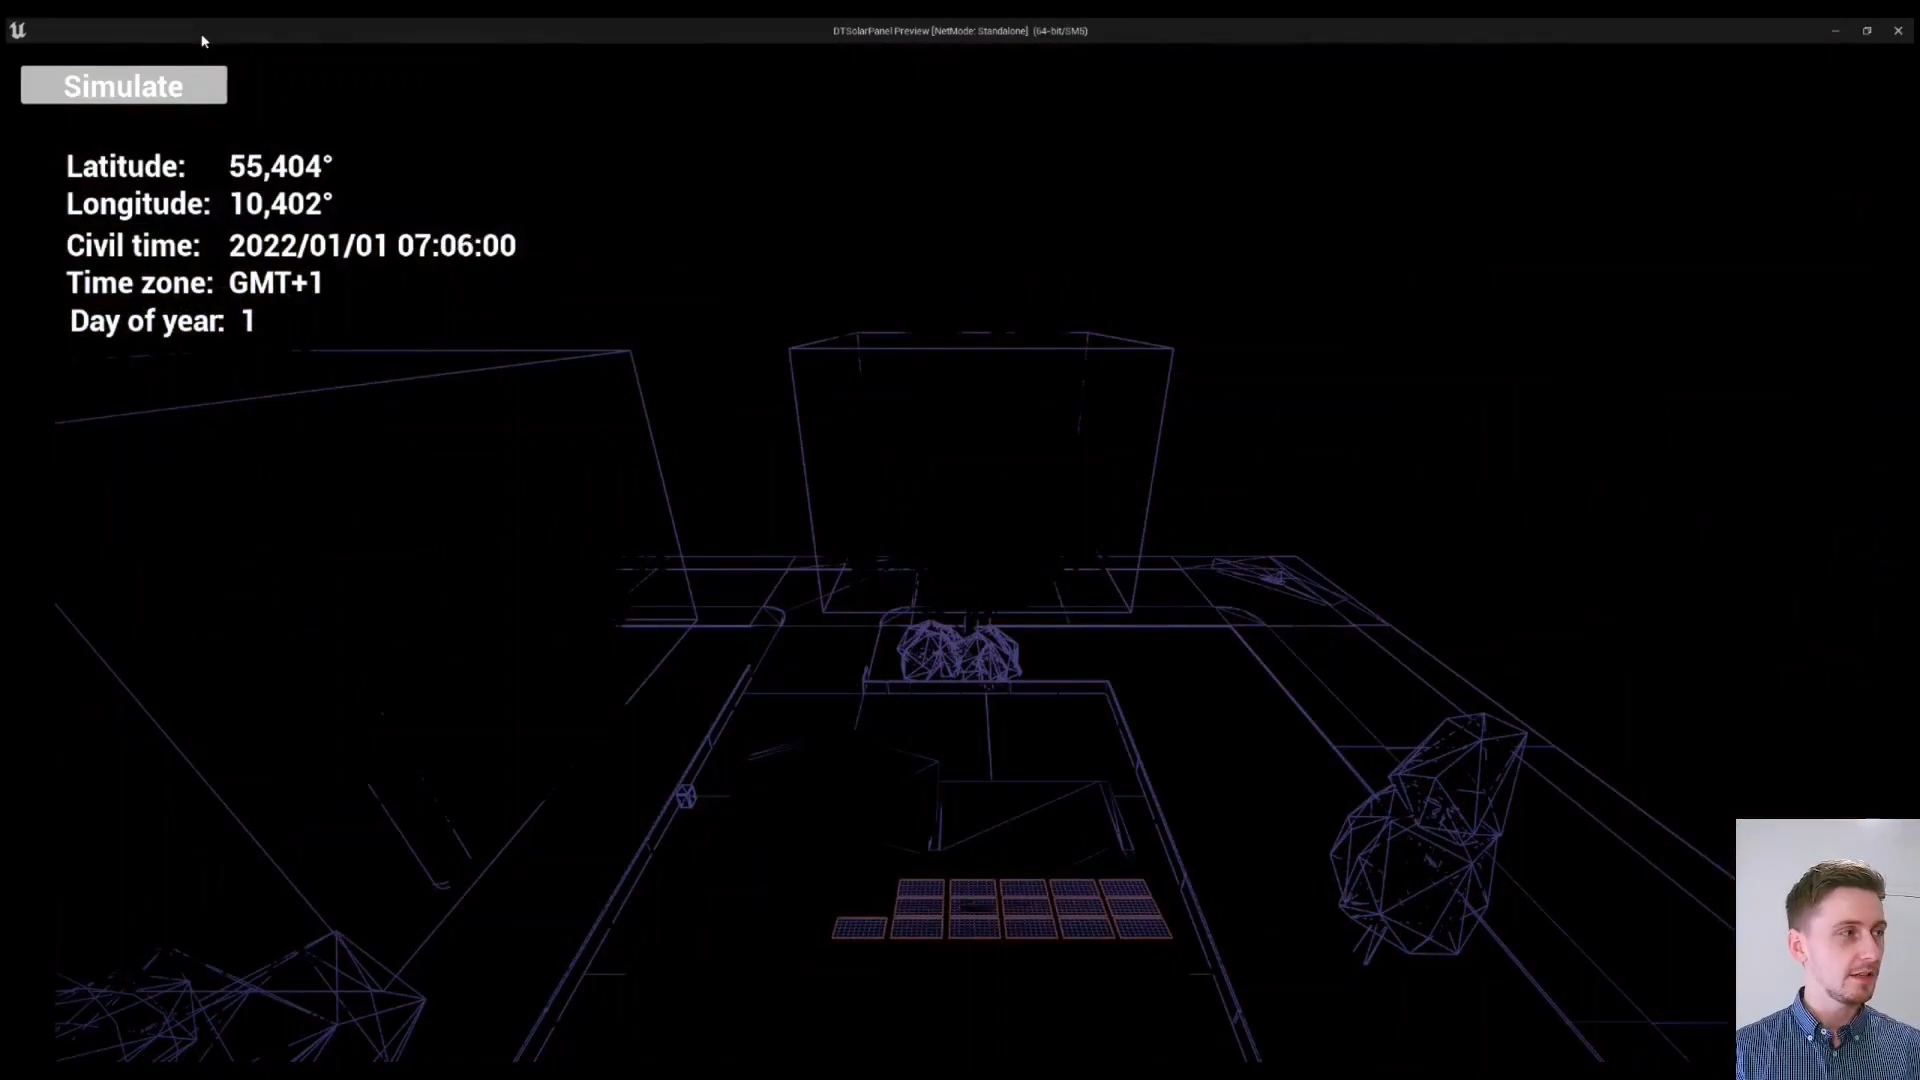 DTSolarPanel Preview [NetMode: Standalone] (64-bit/SM5)
Simulate
Latitude: 55,404°
Longitude: 10,402°
Civil time: 2022/01/01 07:06:00
Time zone: GMT+1
Day of year: 1